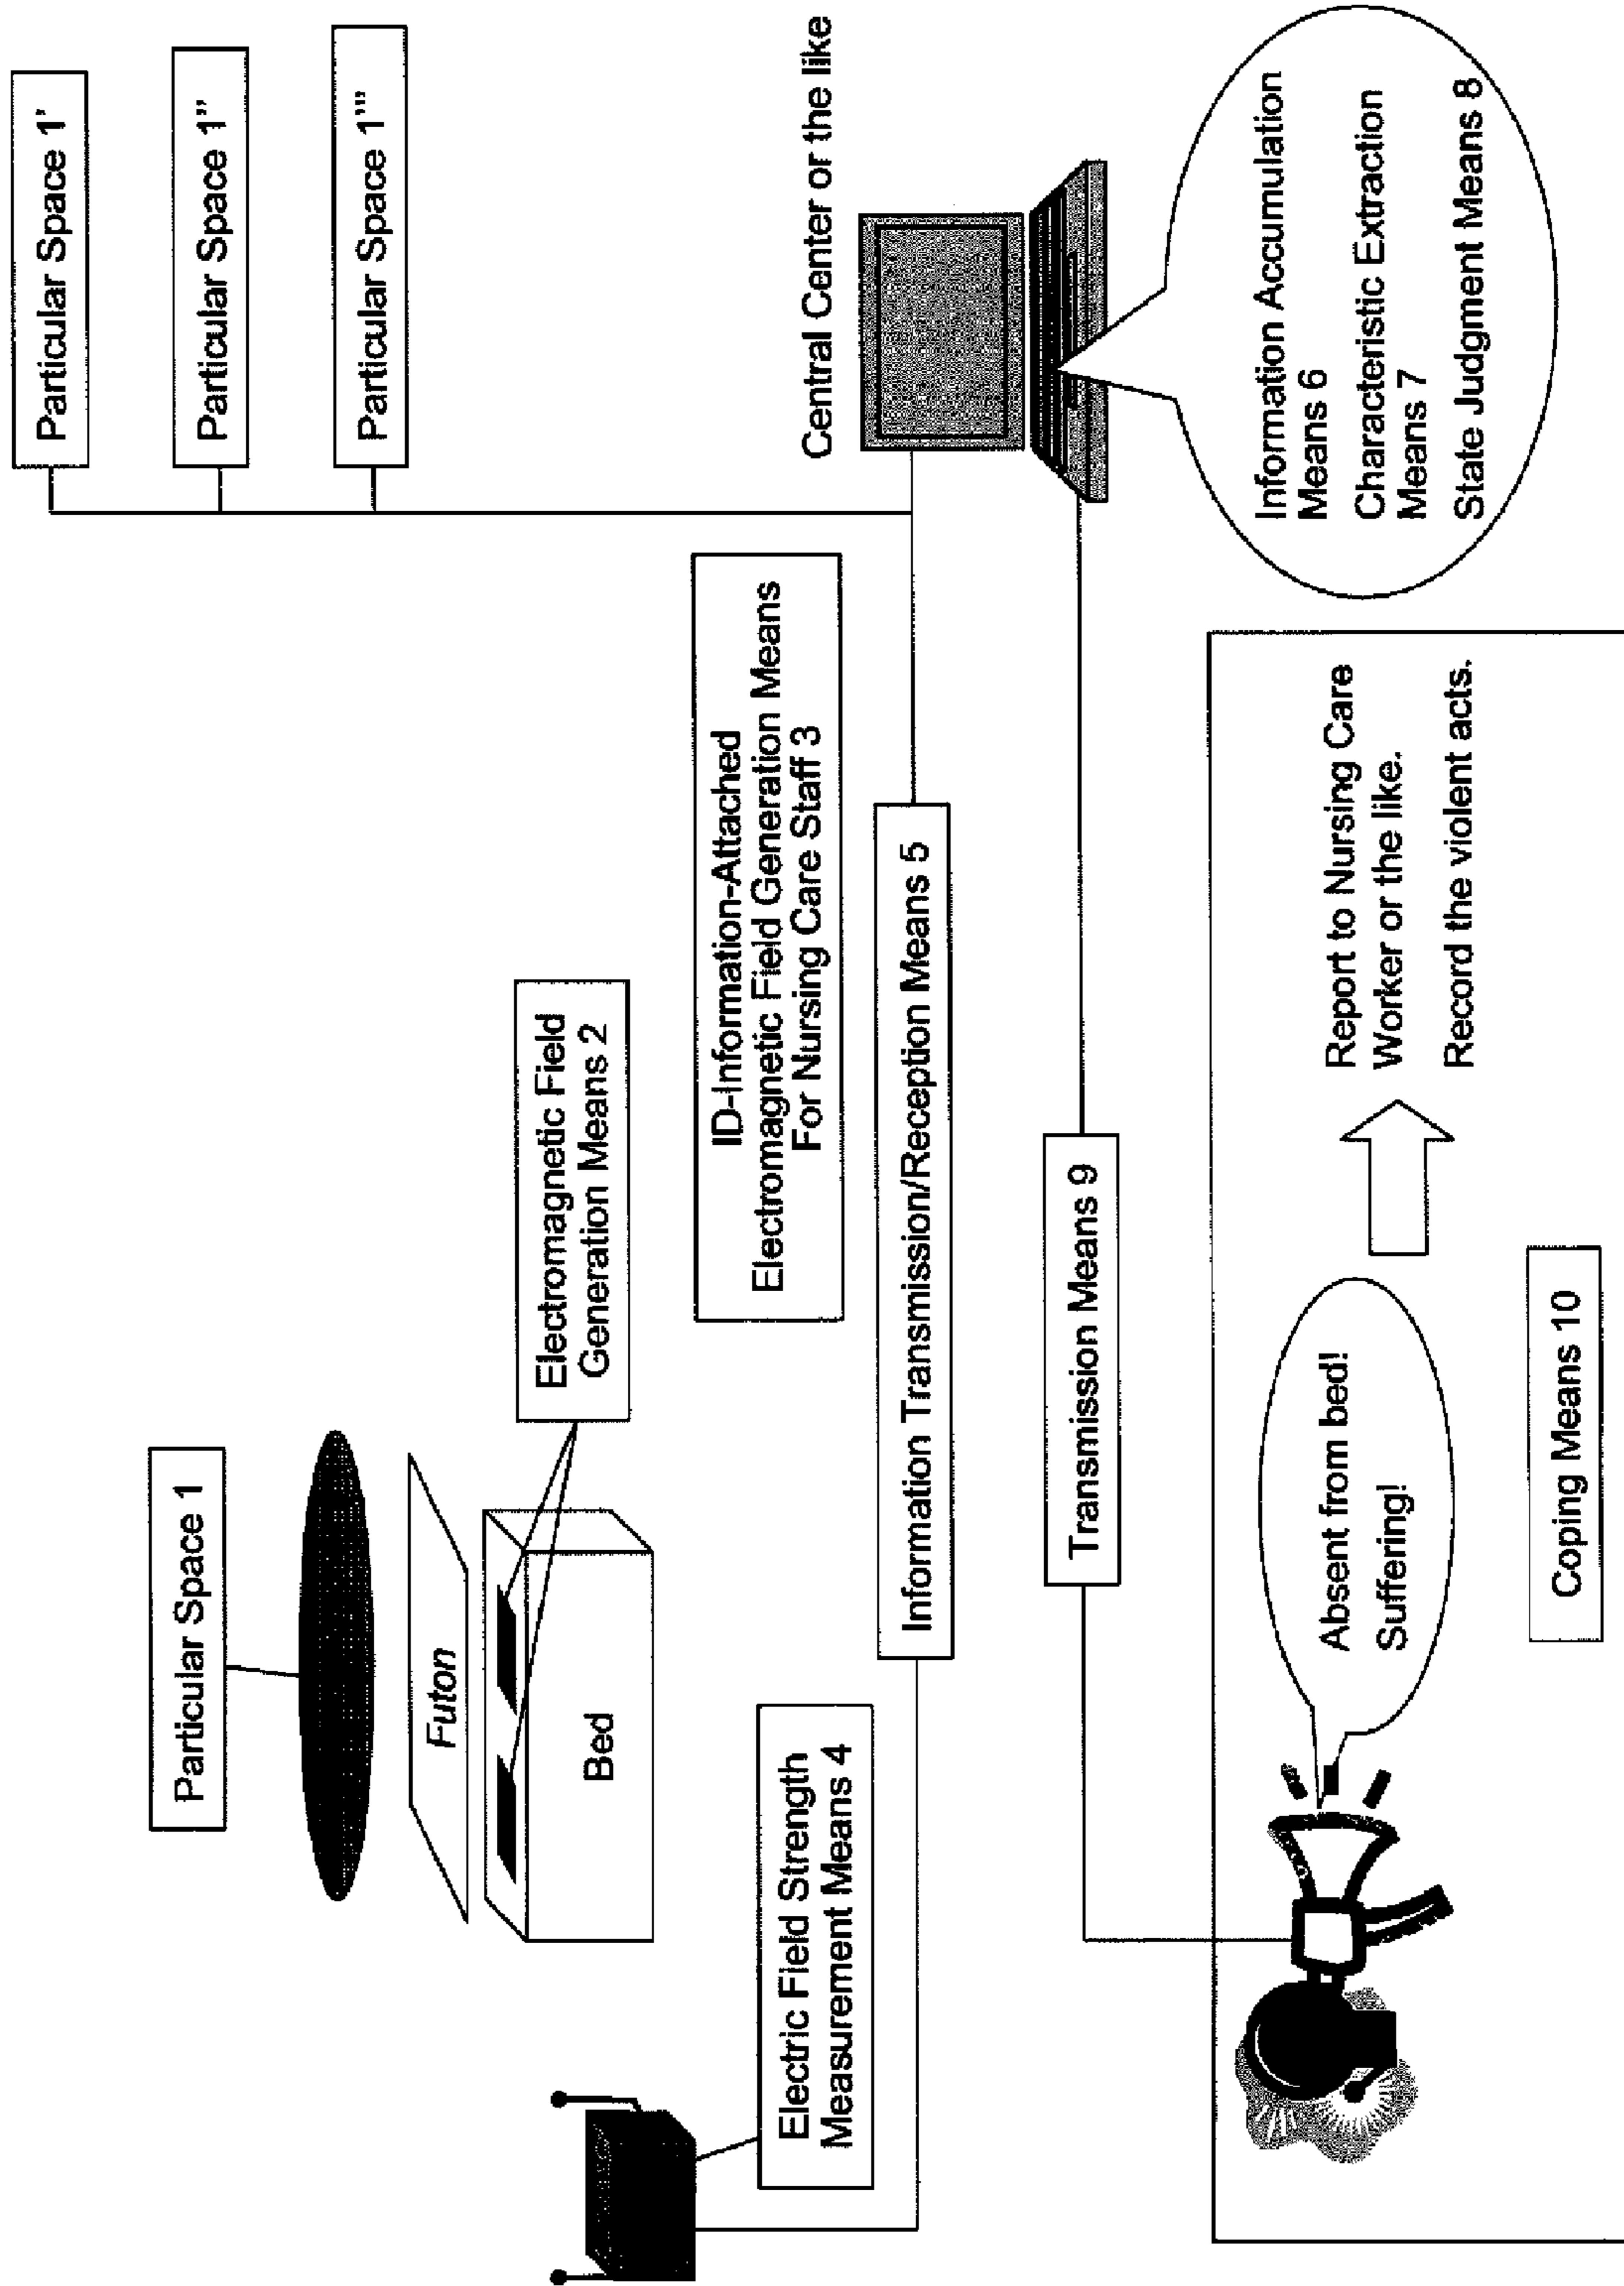 Particular Space 1
Particular Space 1'
Particular Space 1"
Particular Space 1'"
Futon
Bed
Electromagnetic Field
Generation Means 2
Electric Field Strength
Measurement Means 4
ID-Information-Attached
Electromagnetic Field Generation Means
For Nursing Care Staff 3
Information Transmission/Reception Means 5
Central Center or the like
Transmission Means 9
Information Accumulation
Means 6
Characteristic Extraction
Means 7
State Judgment Means 8
Absent from bed!
Suffering!
Report to Nursing Care
Worker or the like.
Record the violent acts.
Coping Means 10